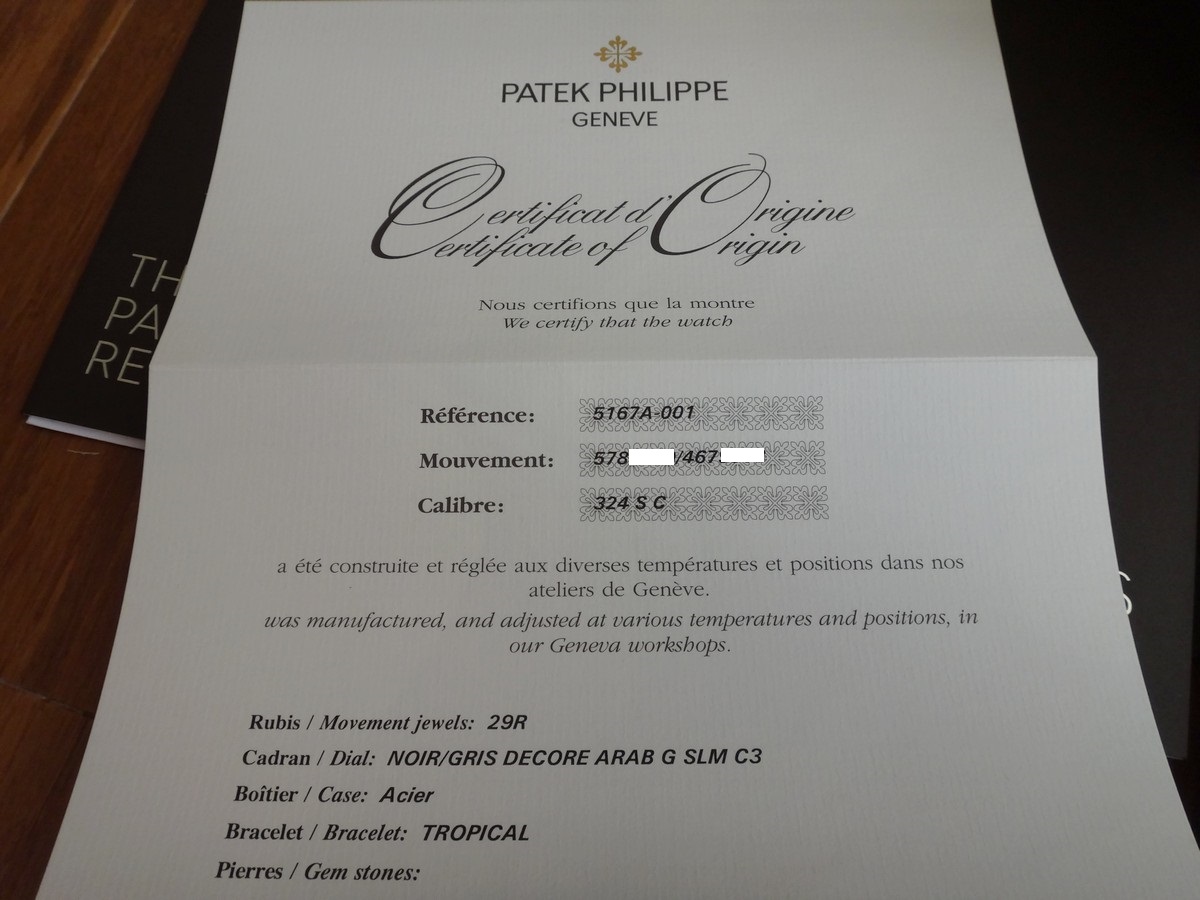 PATEK PHILIPPE
GENEVE
Certificat d'Origine
Certificate of Origin
Nous certifions que la montre
We certify that the watch
TH
PA
RE
Référence: 5167A-001
Mouvement: 578 /467
Calibre: 324 S C
a été construite et réglée aux diverses températures et positions dans nos
ateliers de Genève.
was manufactured, and adjusted at various temperatures and positions, in
our Geneva workshops.
S
Rubis / Movement jewels: 29R
Cadran / Dial: NOIR/GRIS DECORE ARAB G SLM C3
Boîtier / Case: Acier
Bracelet / Bracelet: TROPICAL
Pierres / Gem stones: